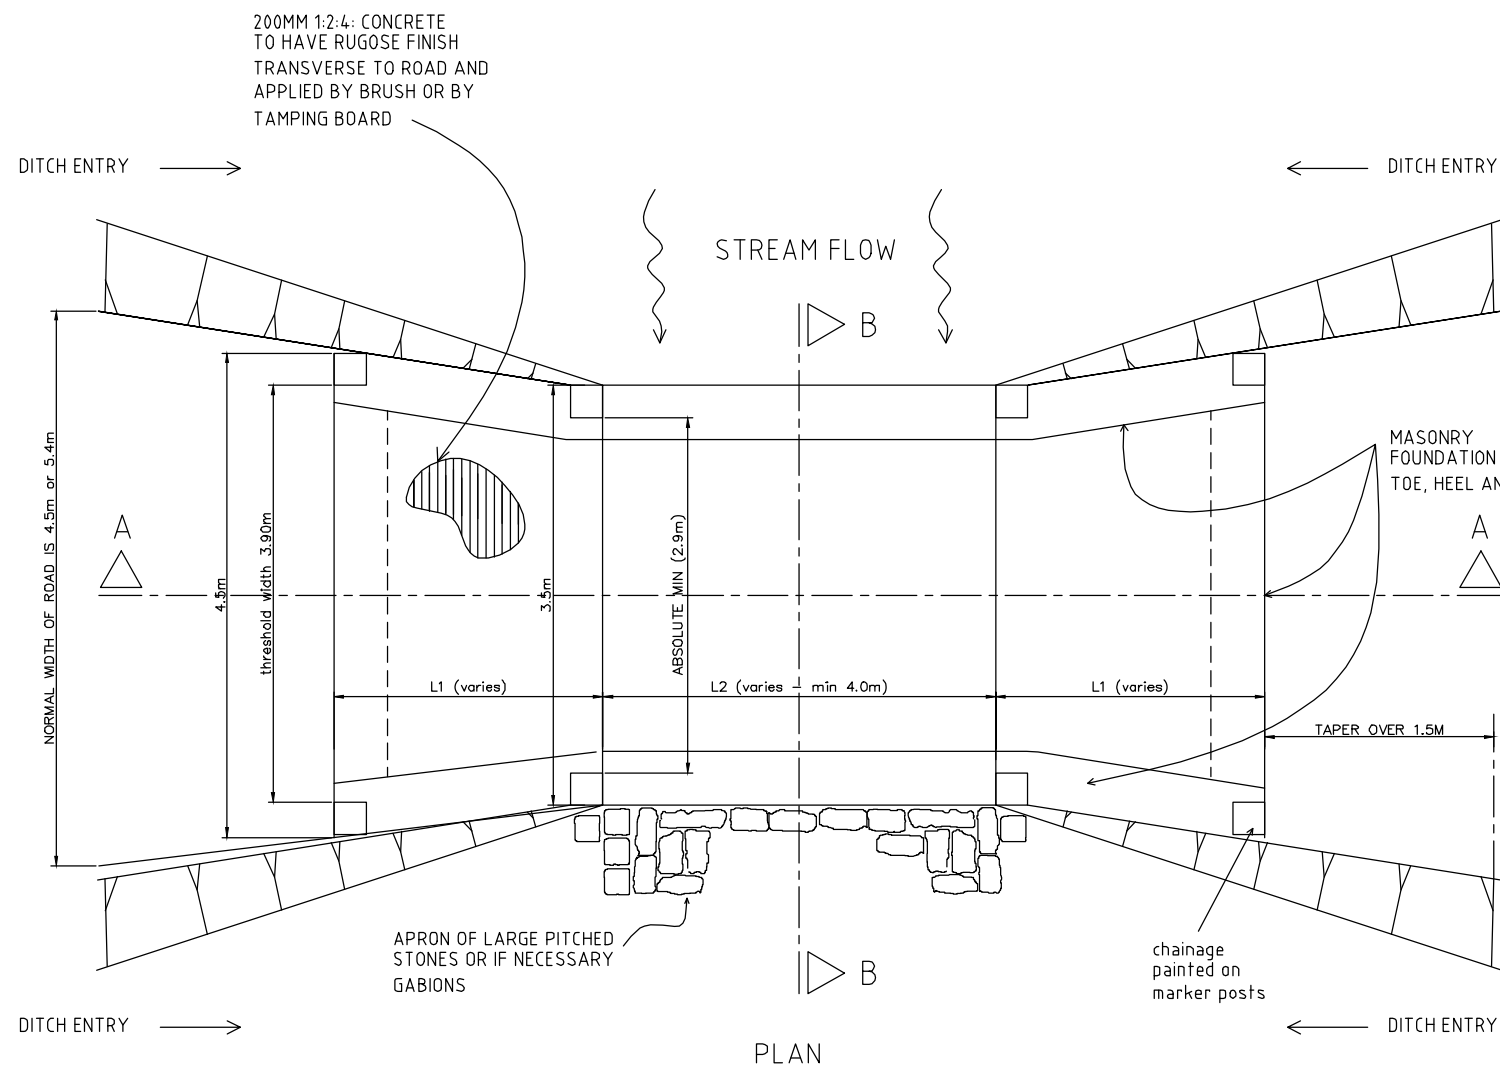 200MM 1:2:4: CONCRETE
TO HAVE RUGOSE FINISH
TRANSVERSE TO ROAD AND
APPLIED BY BRUSH OR BY
TAMPING BOARD
DITCH ENTRY
DITCH ENTRY
STREAM FLOW
B
NORMAL WIDTH OF ROAD IS 4.5m or 5.4m
4.5m
threshold width 3.90m
3.5m
ABSOLUTE MIN (2.9m)
MASONRY
FOUNDATION
TOE, HEEL AN
A
A
L1 (varies)
L2 (varies - min 4.0m)
L1 (varies)
TAPER OVER 1.5M
APRON OF LARGE PITCHED
STONES OR IF NECESSARY
GABIONS
B
chainage
painted on
marker posts
DITCH ENTRY
DITCH ENTRY
PLAN